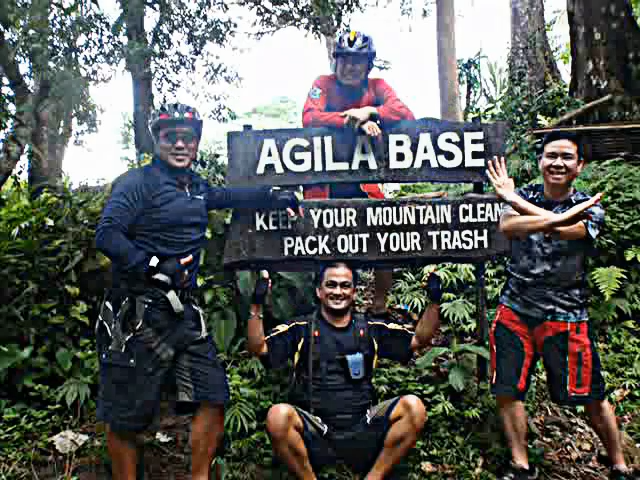 AGILA BASE
KEEP YOUR MOUNTAIN CLEAN
PACK OUT YOUR TRASH